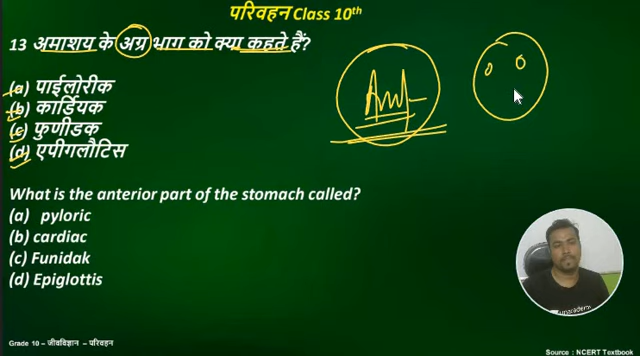 परिवहन Class 10th
13 अमाशय के अग्र भाग को क्या कहते हैं?
(a) पाईलोरीक
(b) कार्डियक
(c) फुणीडक
(d) एपीगलौटिस
Ant
What is the anterior part of the stomach called?
(a) pyloric
(b) cardiac
(c) Funidak
(d) Epiglottis
Grade 10 – जीवविज्ञान – परिवहन
Source : NCERT Textbook